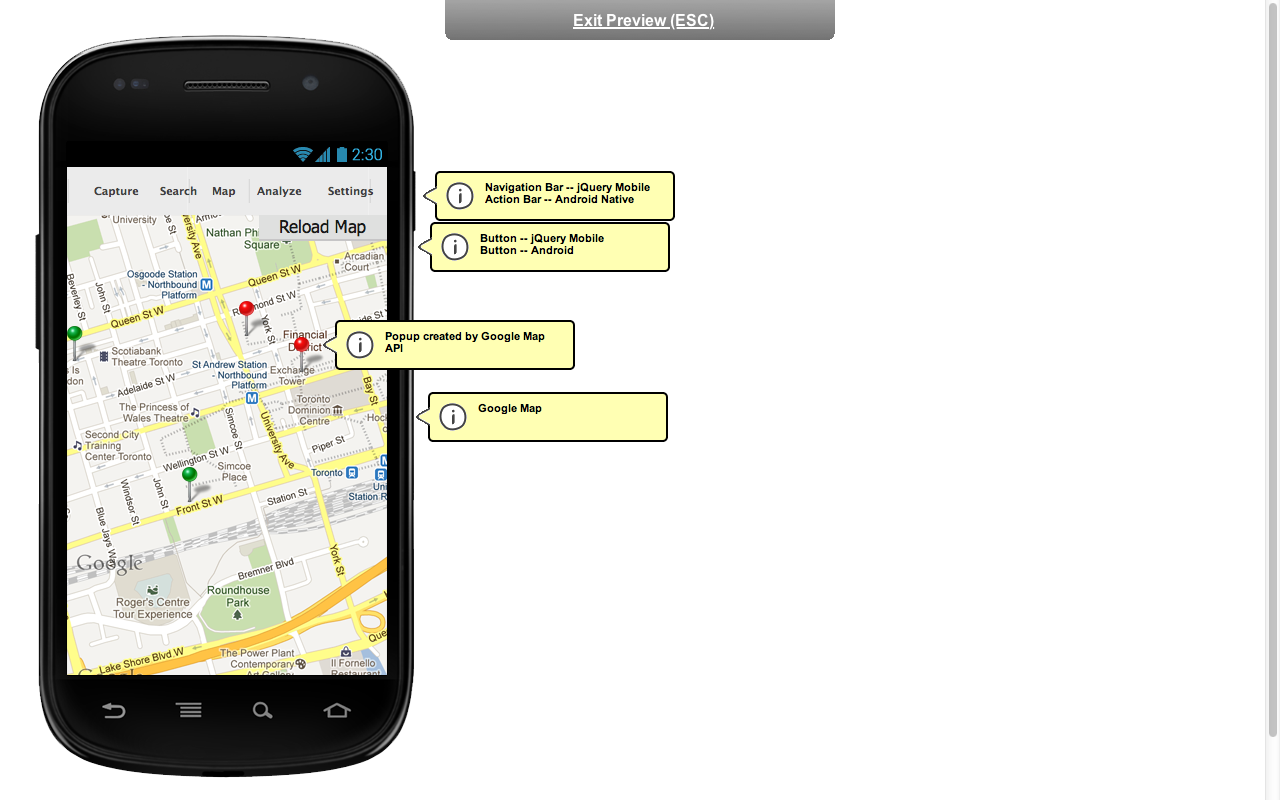 Exit Preview (ESC)
2:30
Capture Search Map Analyze Settings
Navigation Bar -- jQuery Mobile
Action Bar -- Android Native
Reload Map
Button -- jQuery Mobile
Button -- Android
University
University Ave
Nathan Ph
Square
Arcadian
Court
Osgoode Station
- Northbound
Platform
M
Queen St W
Beverley St
John St
Queen St W
York St
Financial
District
Popup created by Google Map
API
Scotiabank
Theatre Toronto
St Andrew Station
- Northbound
Platform
M
Exchange
Tower
Adelaide St W
Bay St
The Princess of
Wales Theatre
Toronto
Dominion
Centre
Google Map
Simcoe St
University Ave
Second City
Training
Center Toronto
Piper St
Wellington St W
Simcoe
Place
Toronto
Station R
Windsor St
John St
Front St W
Station St
Blue Jays Way
York St
Google
Bremner Blvd
Roger's Centre
Tour Experience
Roundhouse
Park
Lake Shore Blvd W
The Power Plant
Contemporary
Art Gallery
Il Fornello
Restaurant